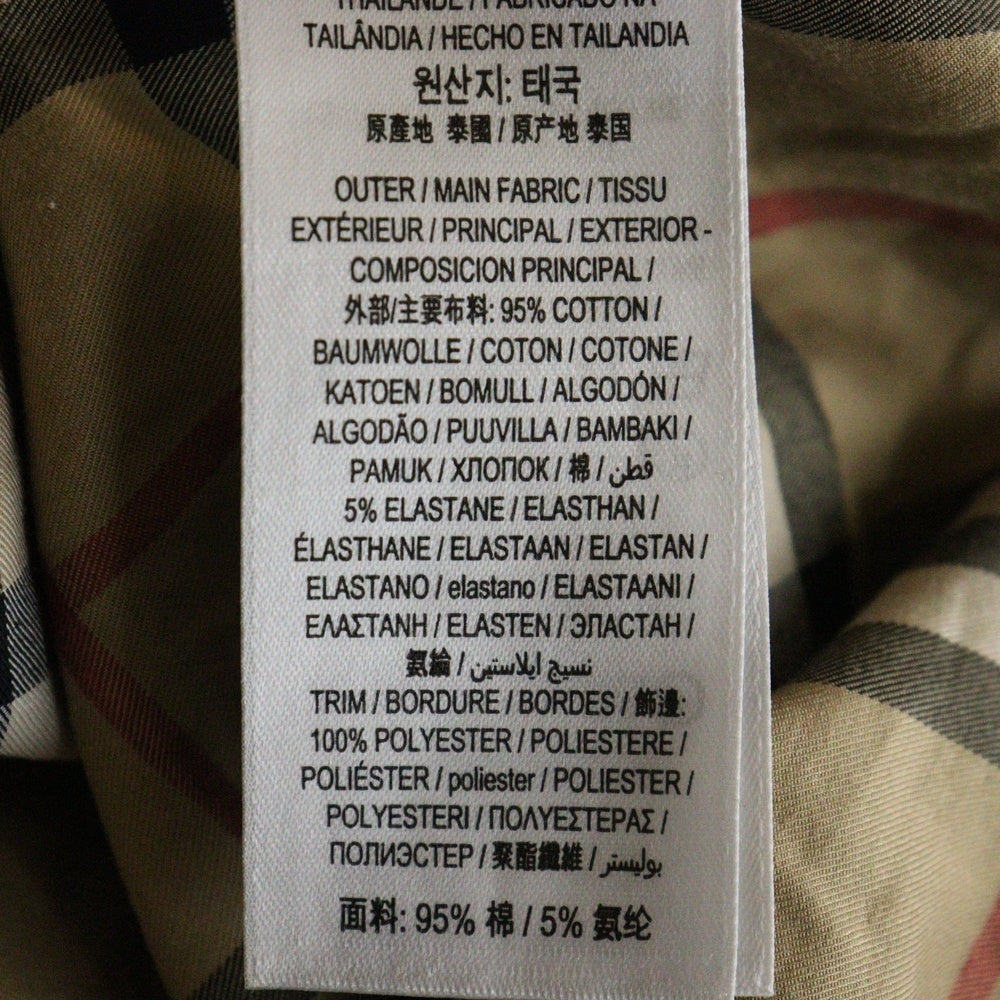 THAILANDE / FABRICADO NA
TAILÂNDIA / HECHO EN TAILANDIA
원산지: 태국
原產地 泰國 / 原产地 泰国
OUTER / MAIN FABRIC / TISSU
EXTÉRIEUR / PRINCIPAL / EXTERIOR -
COMPOSICION PRINCIPAL /
外部/主要布料: 95% COTTON /
BAUMWOLLE / COTON / COTONE /
KATOEN / BOMULL / ALGODÓN /
ALGODÃO / PUUVILLA / BAMBAKI /
PAMUK / ХЛОПОК / 棉 / قطن
5% ELASTANE / ELASTHAN /
ÉLASTHANE / ELASTAAN / ELASTAN /
ELASTANO / elastano / ELASTAANI /
ΕΛΑΣΤΑΝΗ / ELASTEN / ЭЛАСТАН /
氨綸 / نسيج ايلاستين
TRIM / BORDURE / BORDES / 飾邊:
100% POLYESTER / POLIESTERE /
POLIÉSTER / poliester / POLIESTER /
POLYESTERI / ΠΟΛΥΕΣΤΕΡΑΣ /
ПОЛИЭСТЕР / 聚酯纖維 / بوليستر
面料: 95% 棉 / 5% 氨纶